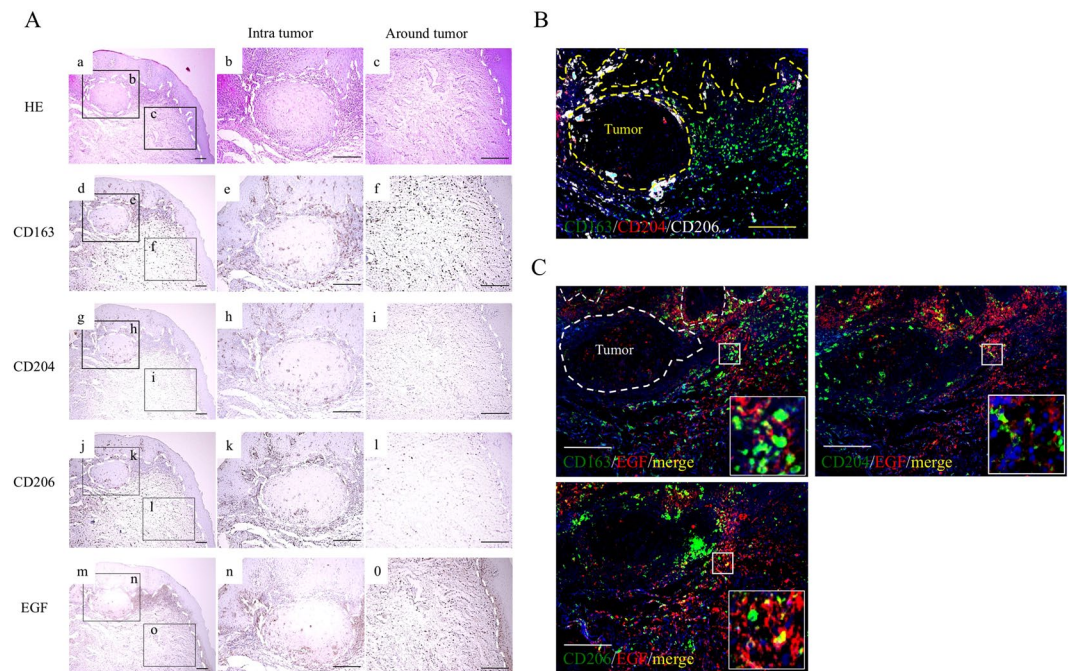 A
Intra tumor
Around tumor
HE
a
b
b
c
c
CD163
d
e
e
f
f
CD204
g
h
h
i
i
CD206
j
k
k
l
l
EGF
m
n
n
o
0
B
Tumor
CD163/CD204/CD206
C
Tumor
CD163/EGF/merge
CD204/EGF/merge
CD206/EGF/merge